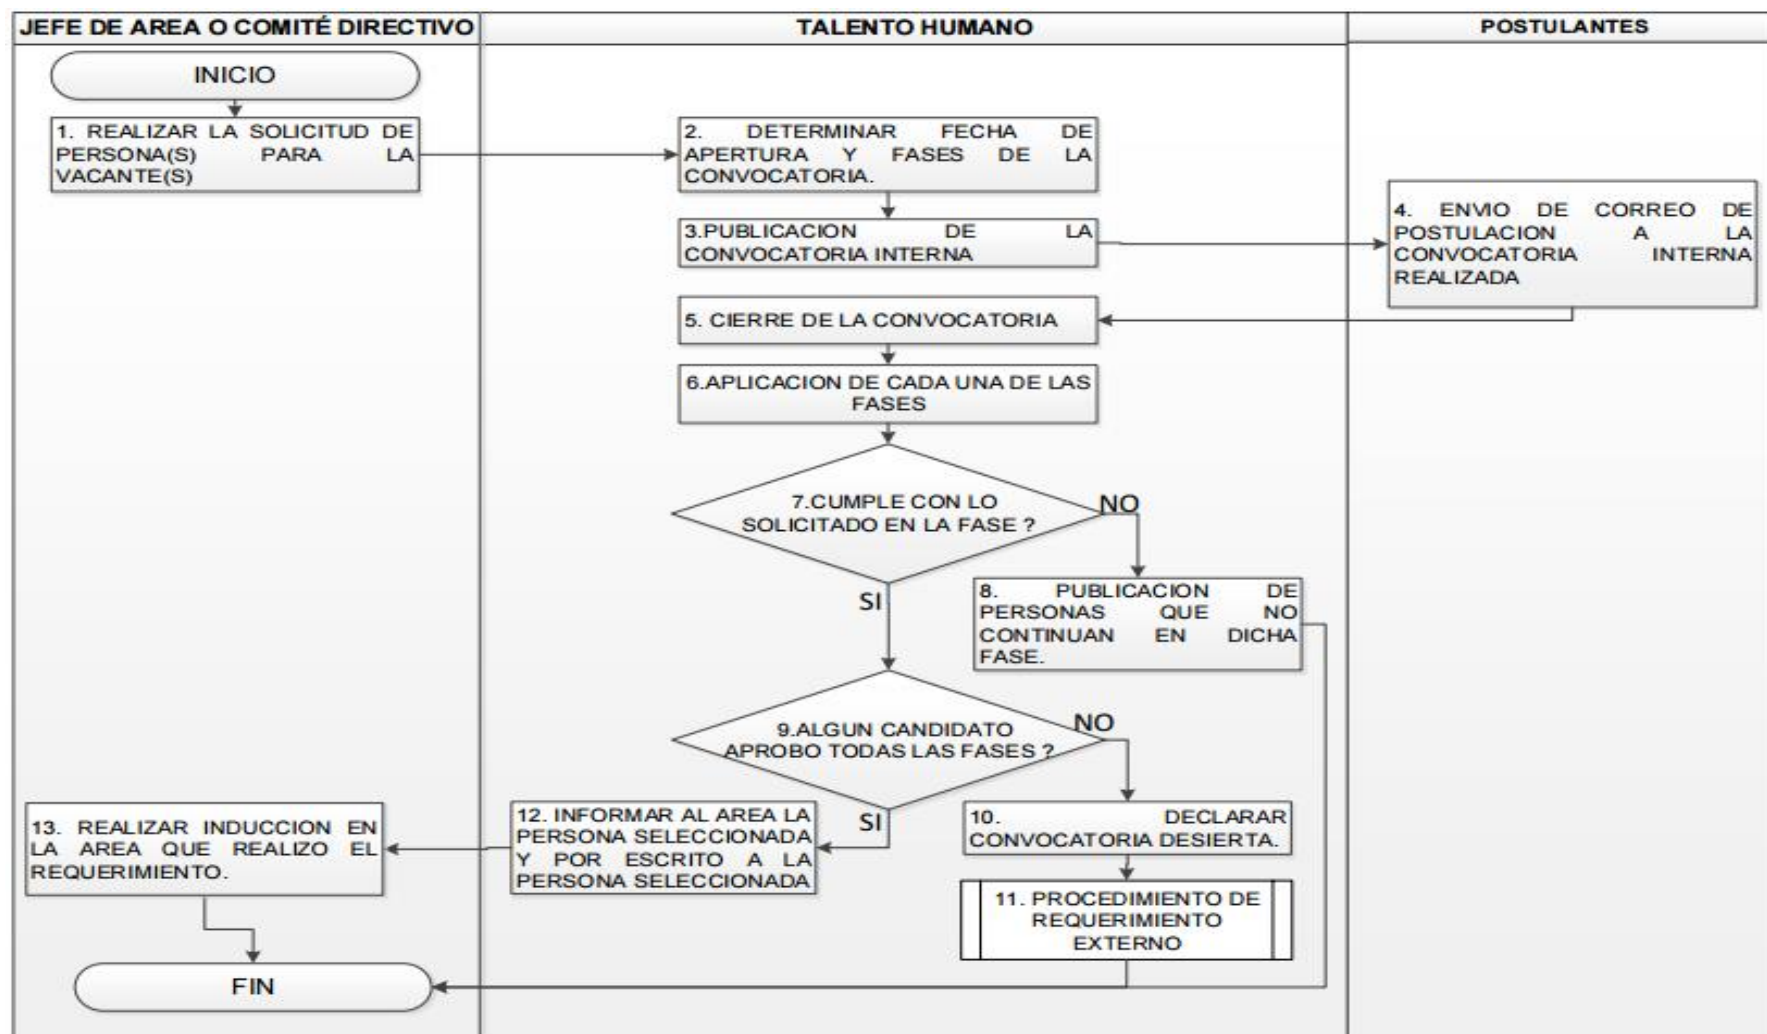 JEFE DE AREA O COMITÉ DIRECTIVO
TALENTO HUMANO
POSTULANTES
INICIO
1. REALIZAR LA SOLICITUD DE
PERSONA(S) PARA LA
VACANTE(S)
2. DETERMINAR FECHA DE
APERTURA Y FASES DE LA
CONVOCATORIA.
3.PUBLICACION DE LA
CONVOCATORIA INTERNA
4. ENVIO DE CORREO DE
POSTULACION A LA
CONVOCATORIA INTERNA
REALIZADA
5. CIERRE DE LA CONVOCATORIA
6.APLICACION DE CADA UNA DE LAS
FASES
7.CUMPLE CON LO
SOLICITADO EN LA FASE ?
NO
SI
8. PUBLICACION DE
PERSONAS QUE NO
CONTINUAN EN DICHA
FASE.
9.ALGUN CANDIDATO
APROBO TODAS LAS FASES ?
NO
SI
10. DECLARAR
CONVOCATORIA DESIERTA.
11. PROCEDIMIENTO DE
REQUERIMIENTO
EXTERNO
12. INFORMAR AL AREA LA
PERSONA SELECCIONADA
Y POR ESCRITO A LA
PERSONA SELECCIONADA
13. REALIZAR INDUCCION EN
LA AREA QUE REALIZO EL
REQUERIMIENTO.
FIN